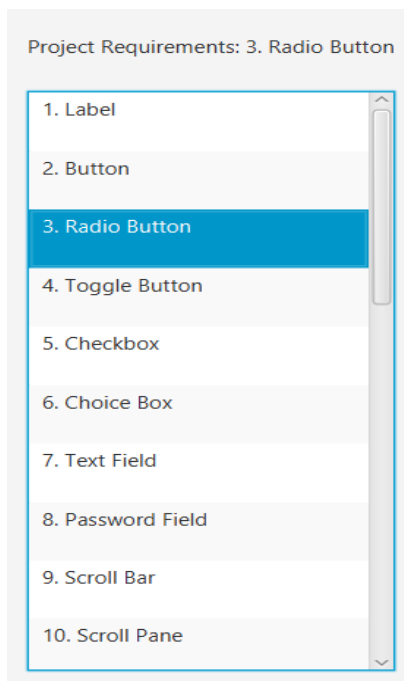 Project Requirements: 3. Radio Button
1. Label
2. Button
3. Radio Button
4. Toggle Button
5. Checkbox
6. Choice Box
7. Text Field
8. Password Field
9. Scroll Bar
10. Scroll Pane